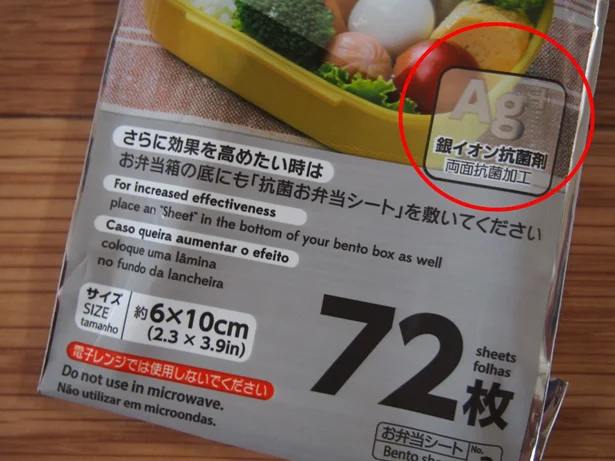 Ag+
銀イオン抗菌剤
両面抗菌加工
さらに効果を高めたい時は
お弁当箱の底にも「抗菌お弁当シート」を敷いてください
For increased effectiveness
place an "Sheet" in the bottom of your bento box as well
Caso queira aumentar o efeito
coloque uma lâmina
no fundo da lancheira
サイズ
SIZE
tamanho
約6×10cm
(2.3 × 3.9in)
72枚
sheets
folhas
電子レンジでは使用しないでください
Do not use in microwave.
Não utilizar em microondas.
お弁当シート
No.
Bento